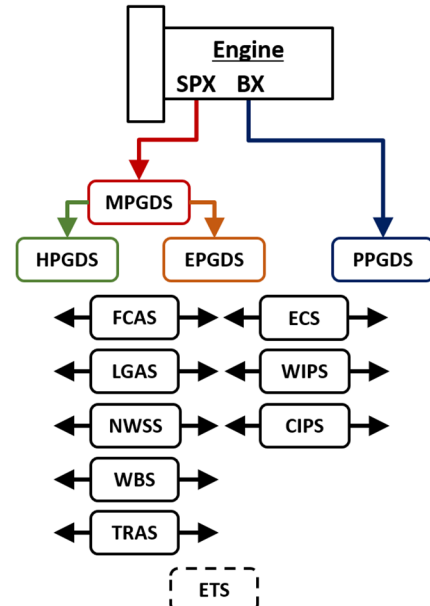 Engine
SPX BX
MPGDS
HPGDS EPGDS PPGDS
FCAS ECS
LGAS WIPS
NWSS CIPS
WBS
TRAS
ETS